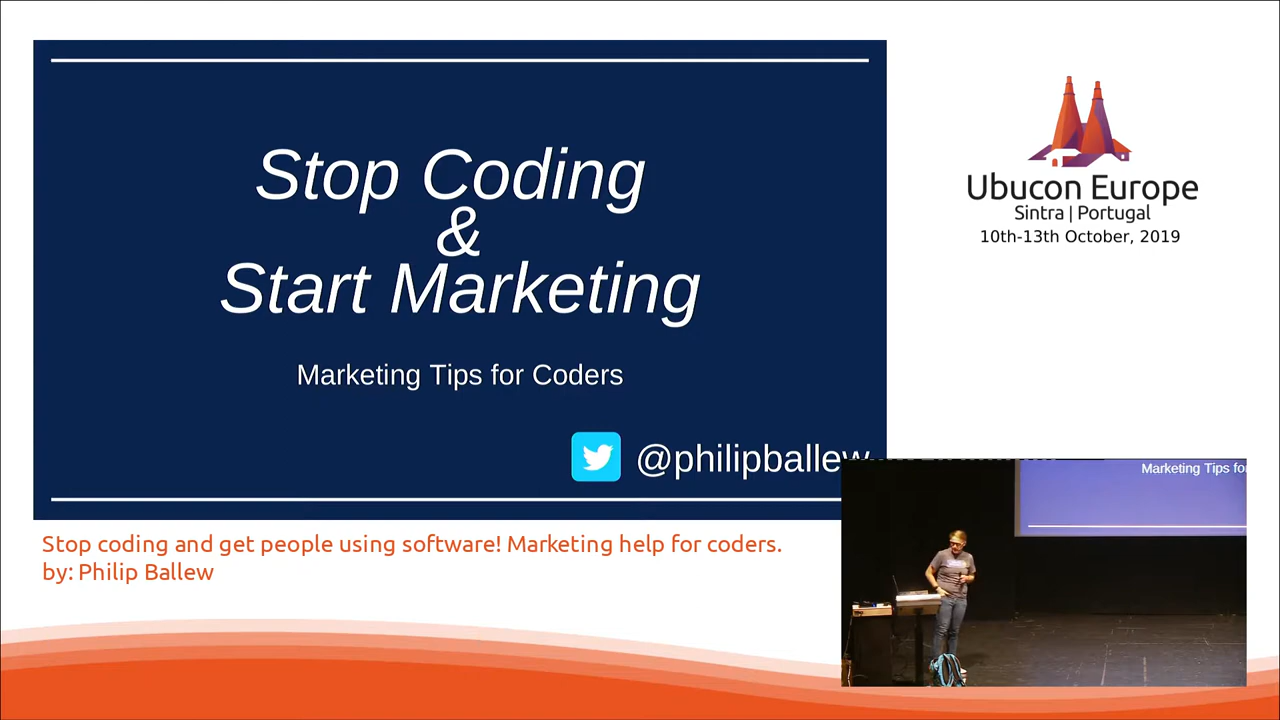 Stop Coding
&
Start Marketing
Marketing Tips for Coders
@philipballew
Ubucon Europe
Sintra | Portugal
10th-13th October, 2019
Marketing Tips for
Stop coding and get people using software! Marketing help for coders.
by: Philip Ballew